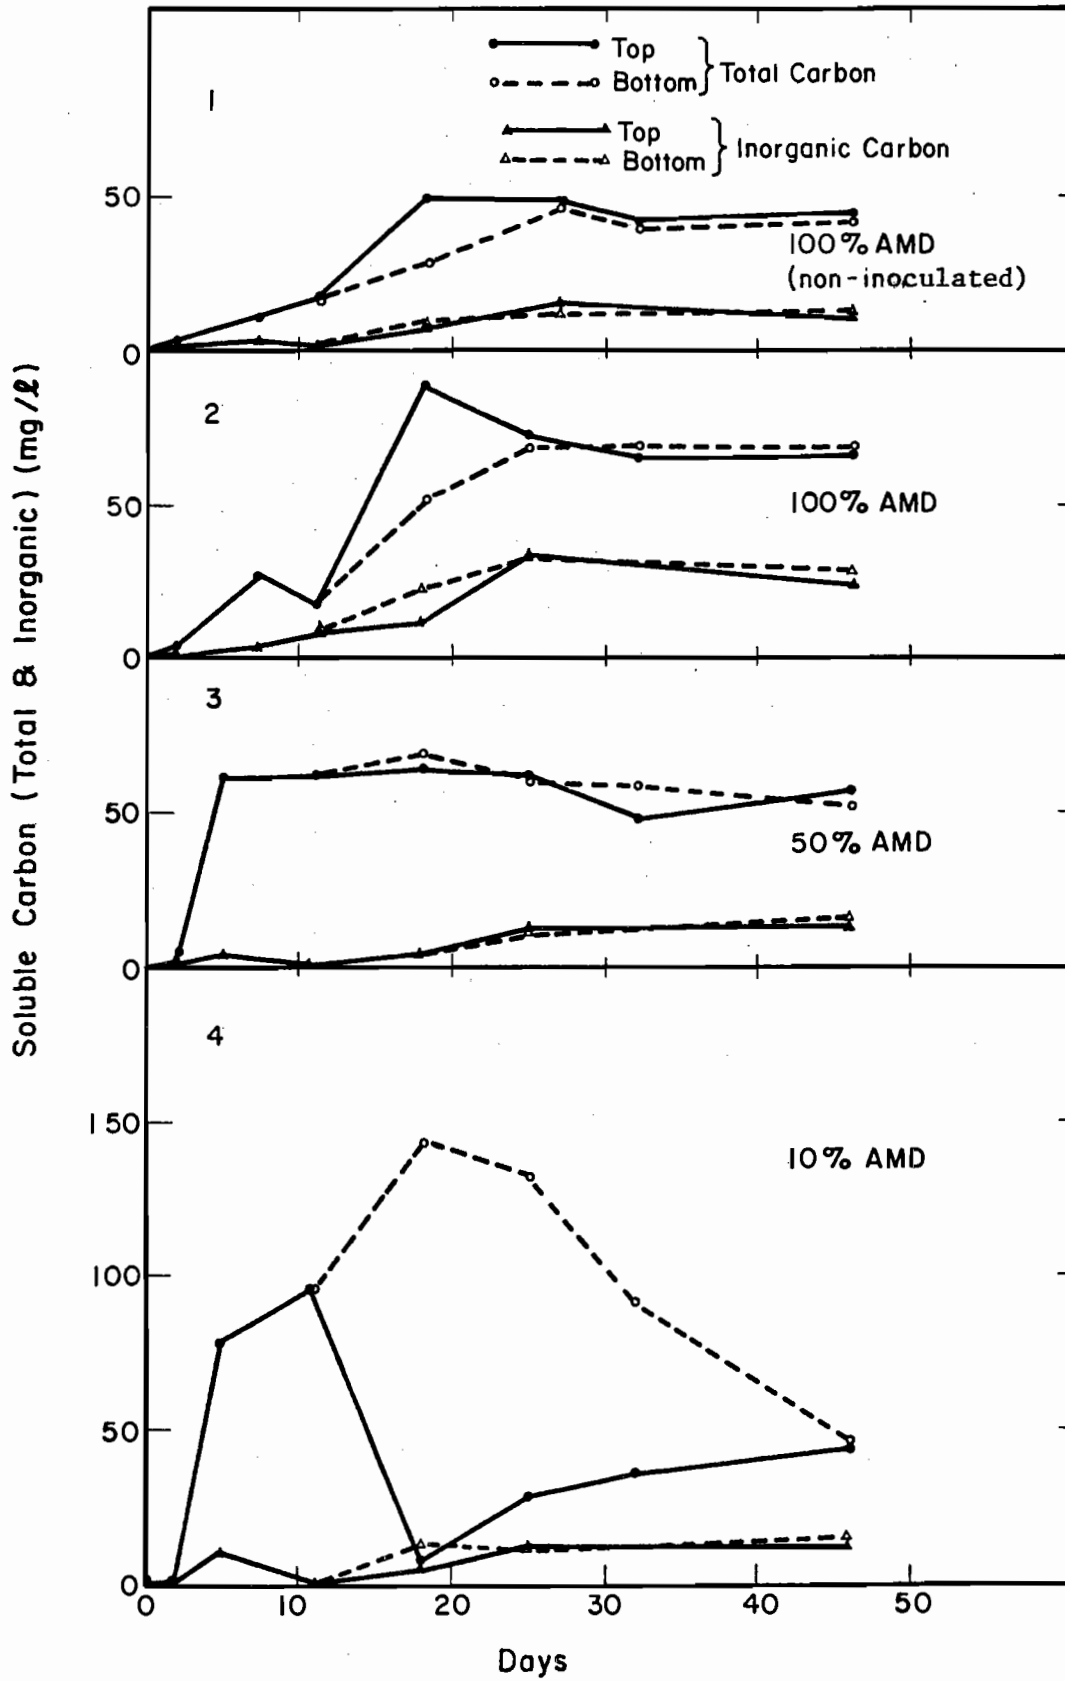 Top
Bottom
} Total Carbon
Top
Bottom
} Inorganic Carbon
1
50
100% AMD
(non-inoculated)
0
2
50
100% AMD
0
3
50
50% AMD
0
4
150
10% AMD
100
50
0
0 10 20 30 40 50
Days
Soluble Carbon (Total & Inorganic) (mg/ℓ)